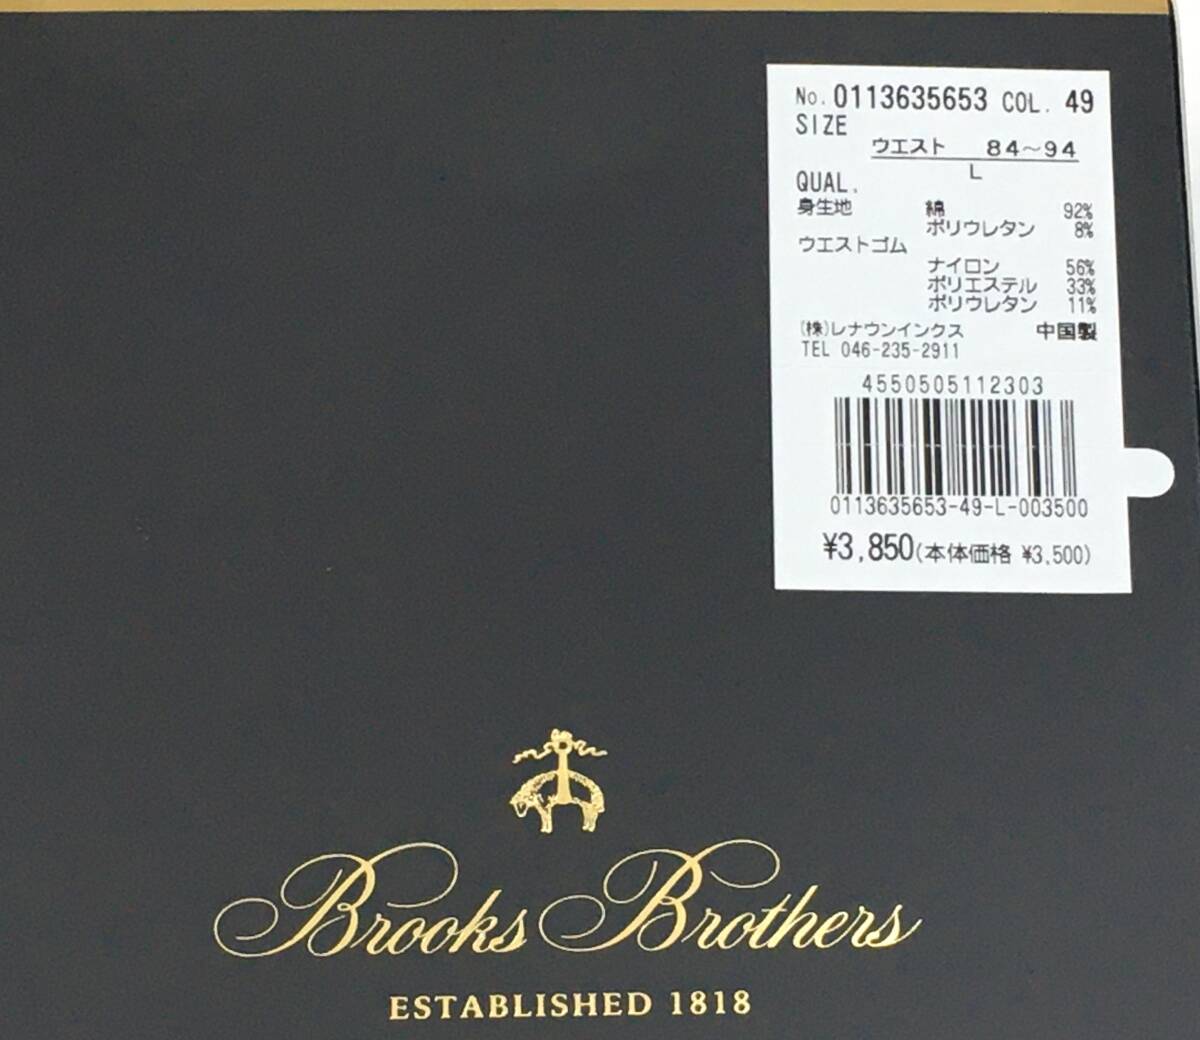 No. 0113635653 COL. 49
SIZE
ウエスト 84～94
L
QUAL.
身生地 綿 92%
ポリウレタン 8%
ウエストゴム
ナイロン 56%
ポリエステル 33%
ポリウレタン 11%
(株)レナウンインクス 中国製
TEL 046-235-2911
4550505112303
0113635653-49-L-003500
¥3,850(本体価格 ¥3,500)
Brooks Brothers
ESTABLISHED 1818